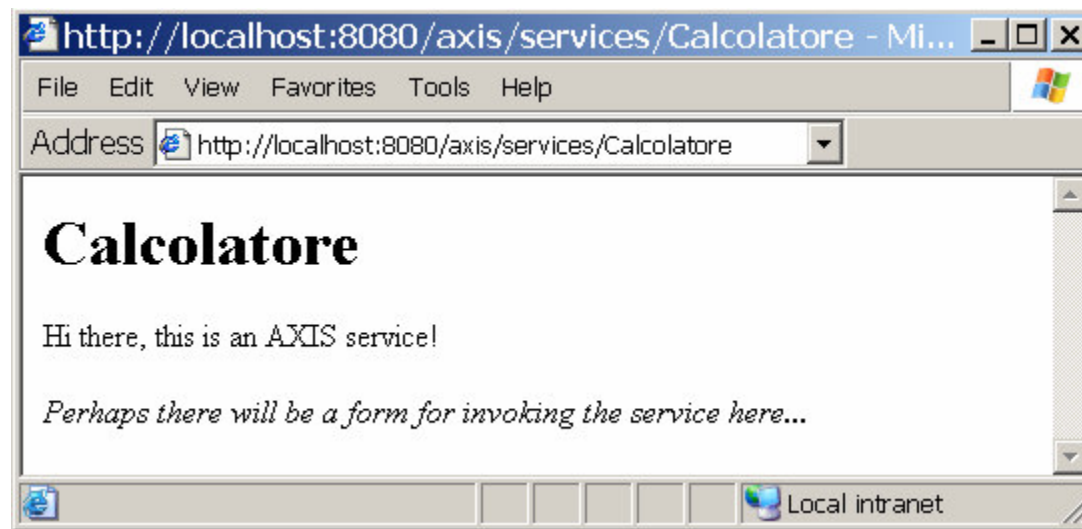 http://localhost:8080/axis/services/Calcolatore - Mi...
File Edit View Favorites Tools Help
Address http://localhost:8080/axis/services/Calcolatore
Calcolatore
Hi there, this is an AXIS service!
Perhaps there will be a form for invoking the service here...
Local intranet